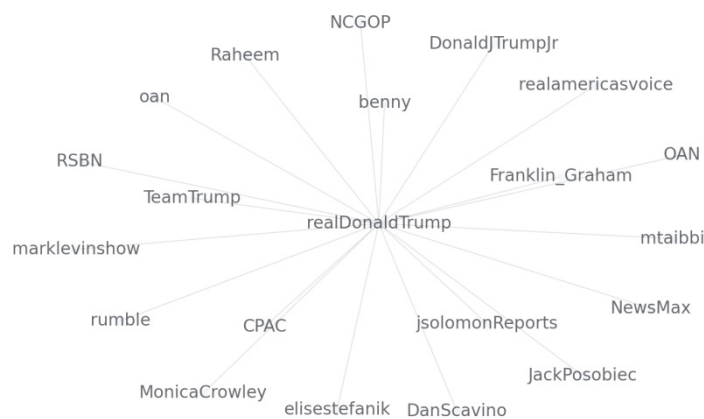 NCGOP
DonaldJTrumpJr
Raheem
realamericasvoice
oan
benny
OAN
RSBN
Franklin_Graham
TeamTrump
realDonaldTrump
mtaibbi
marklevinshow
NewsMax
rumble
CPAC
jsolomonReports
JackPosobiec
MonicaCrowley
elisestefanik
DanScavino